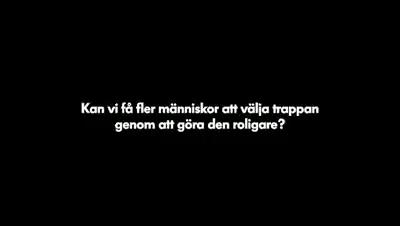 Kan vi få fler människor att välja trappan
genom att göra den roligare?